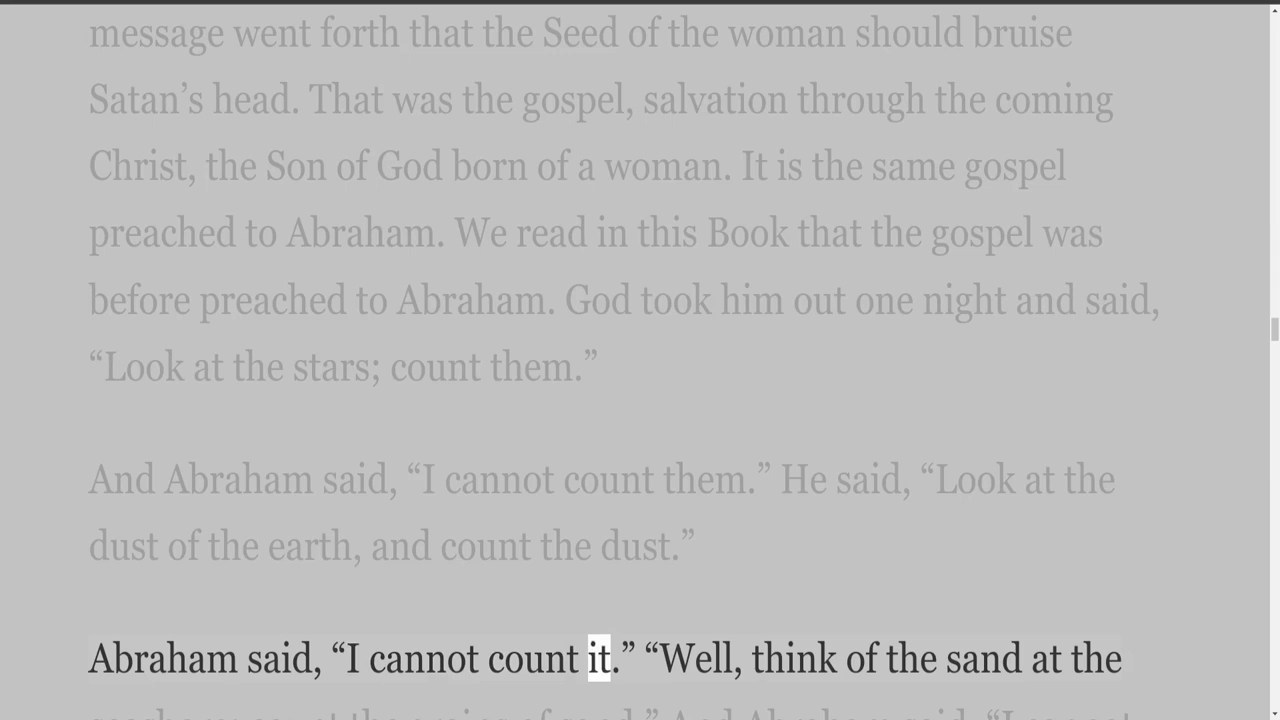 message went forth that the Seed of the woman should bruise
Satan’s head. That was the gospel, salvation through the coming
Christ, the Son of God born of a woman. It is the same gospel
preached to Abraham. We read in this Book that the gospel was
before preached to Abraham. God took him out one night and said,
“Look at the stars; count them.”
And Abraham said, “I cannot count them.” He said, “Look at the
dust of the earth, and count the dust.”
Abraham said, “I cannot count it.” “Well, think of the sand at the